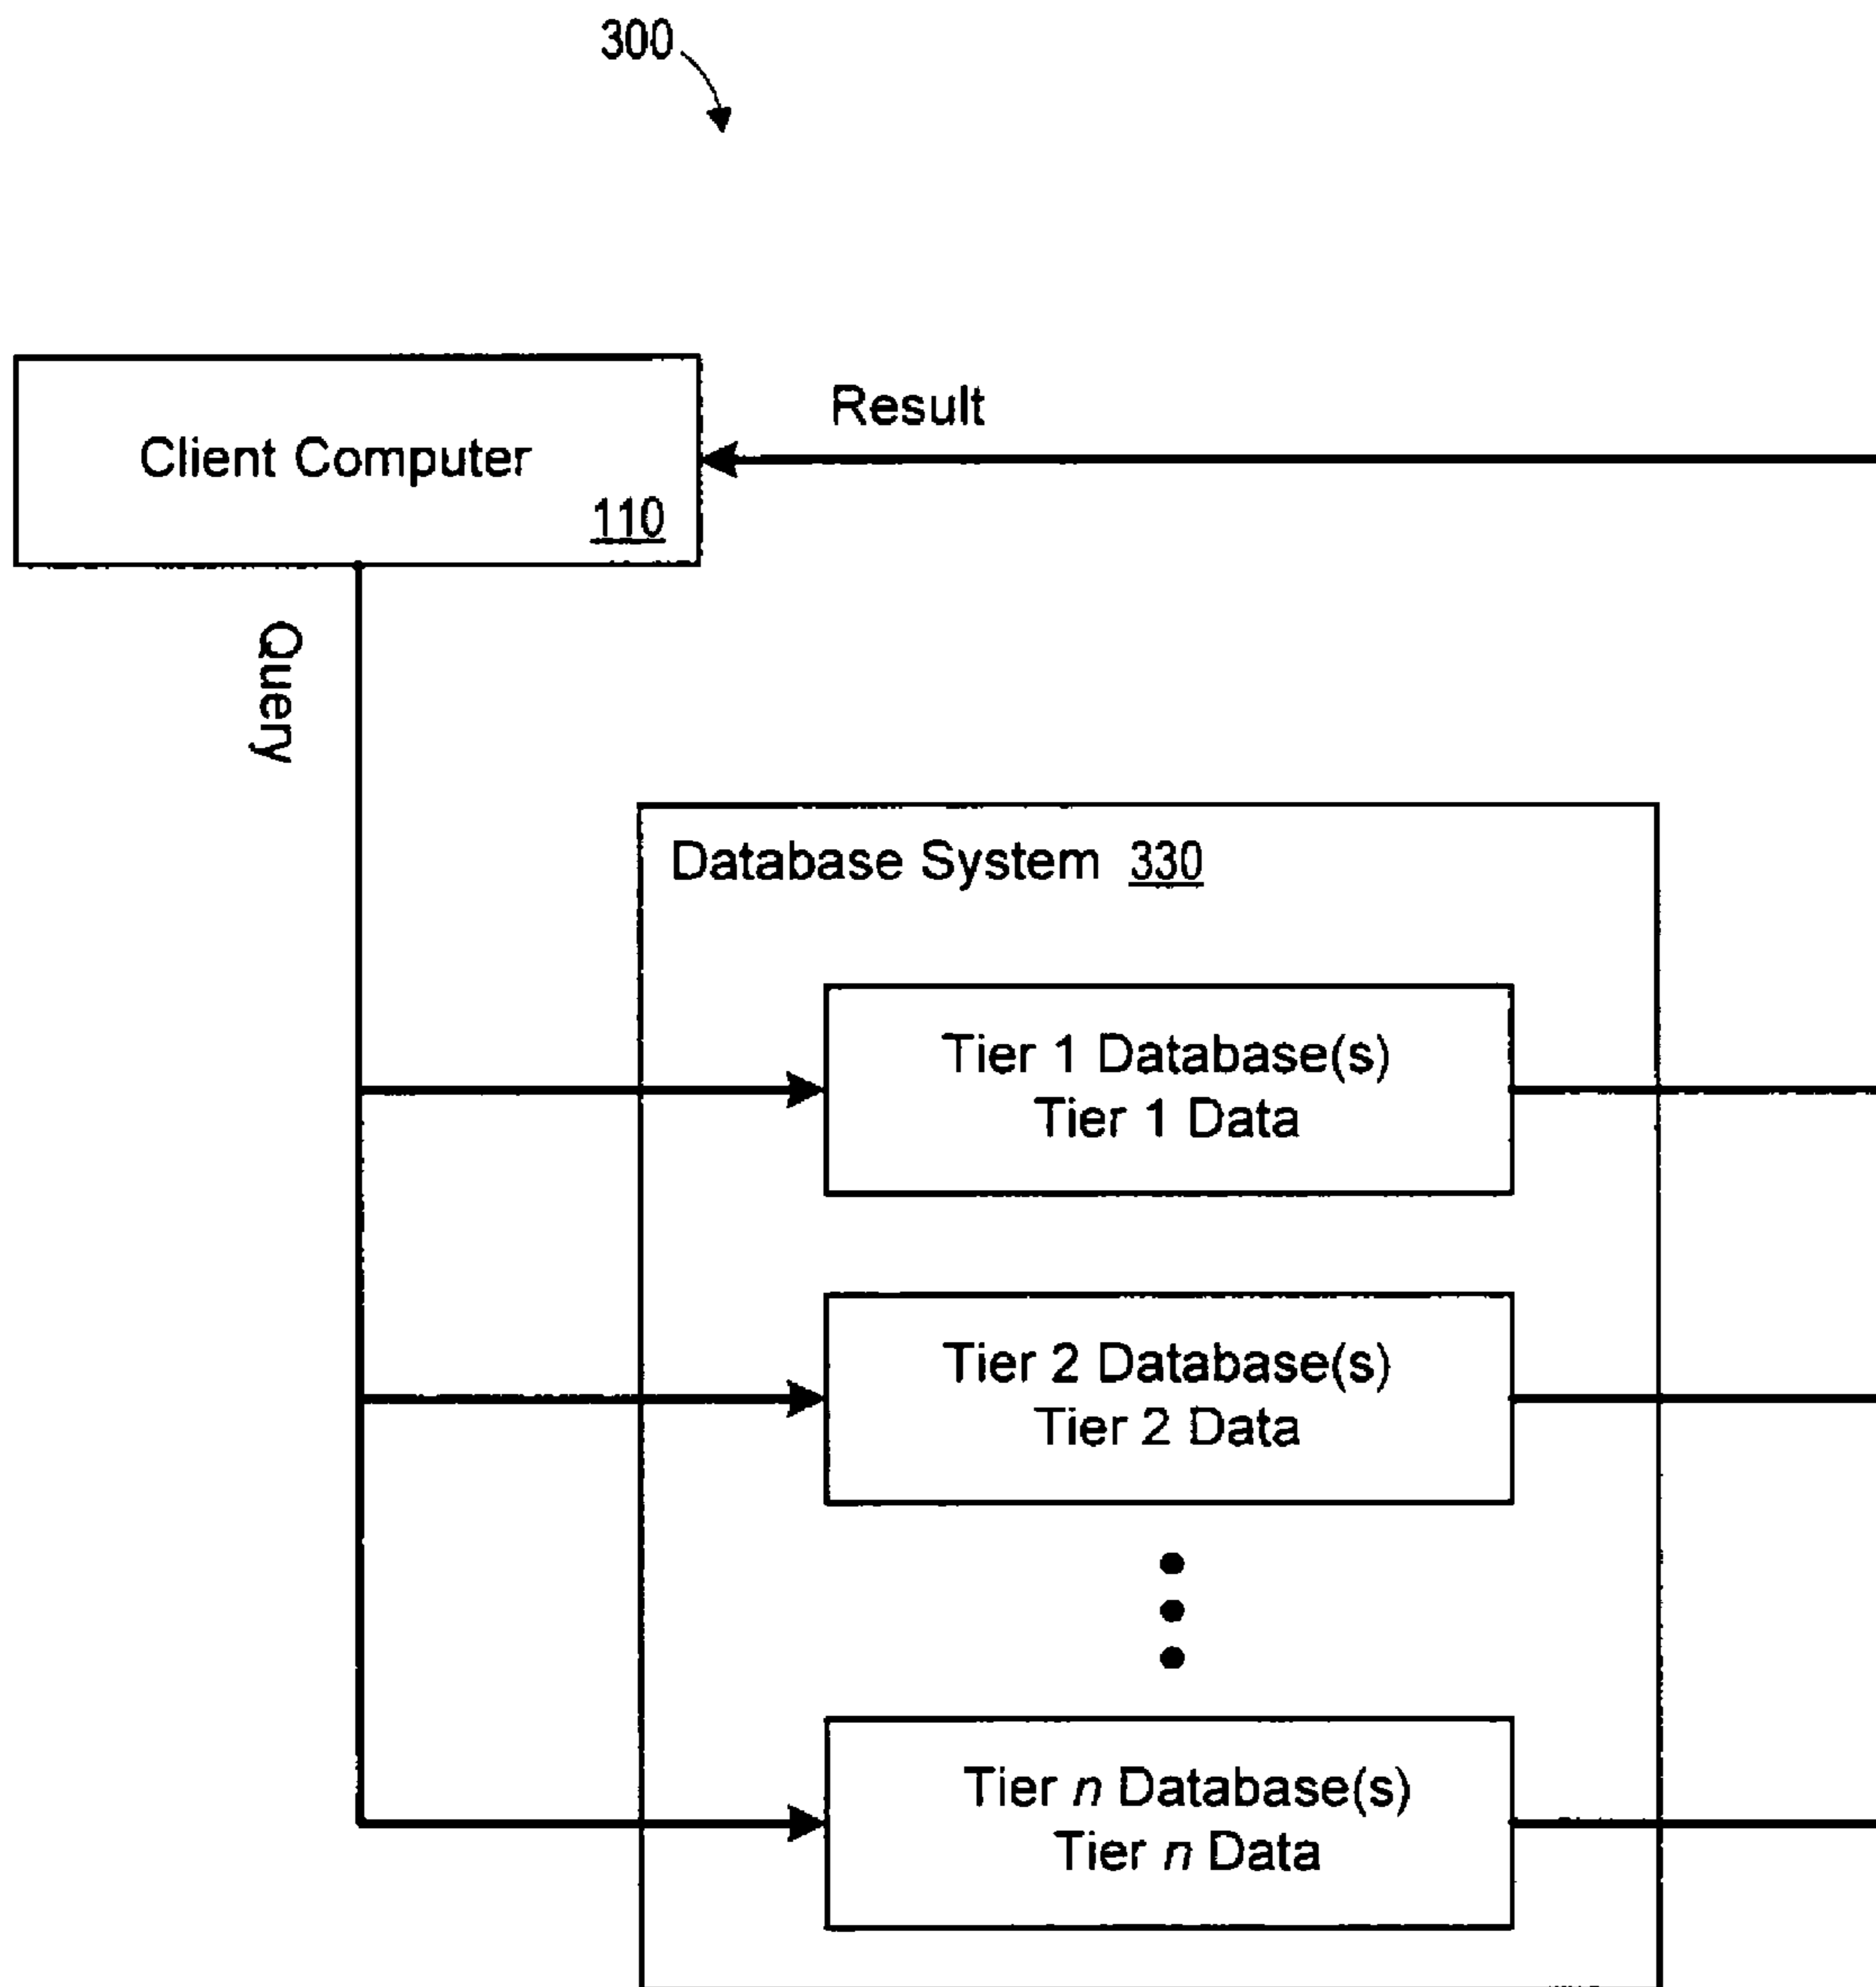 300
Result
Client Computer
110
Query
Database System 330
Tier 1 Database(s)
Tier 1 Data
Tier 2 Database(s)
Tier 2 Data
Tier n Database(s)
Tier n Data